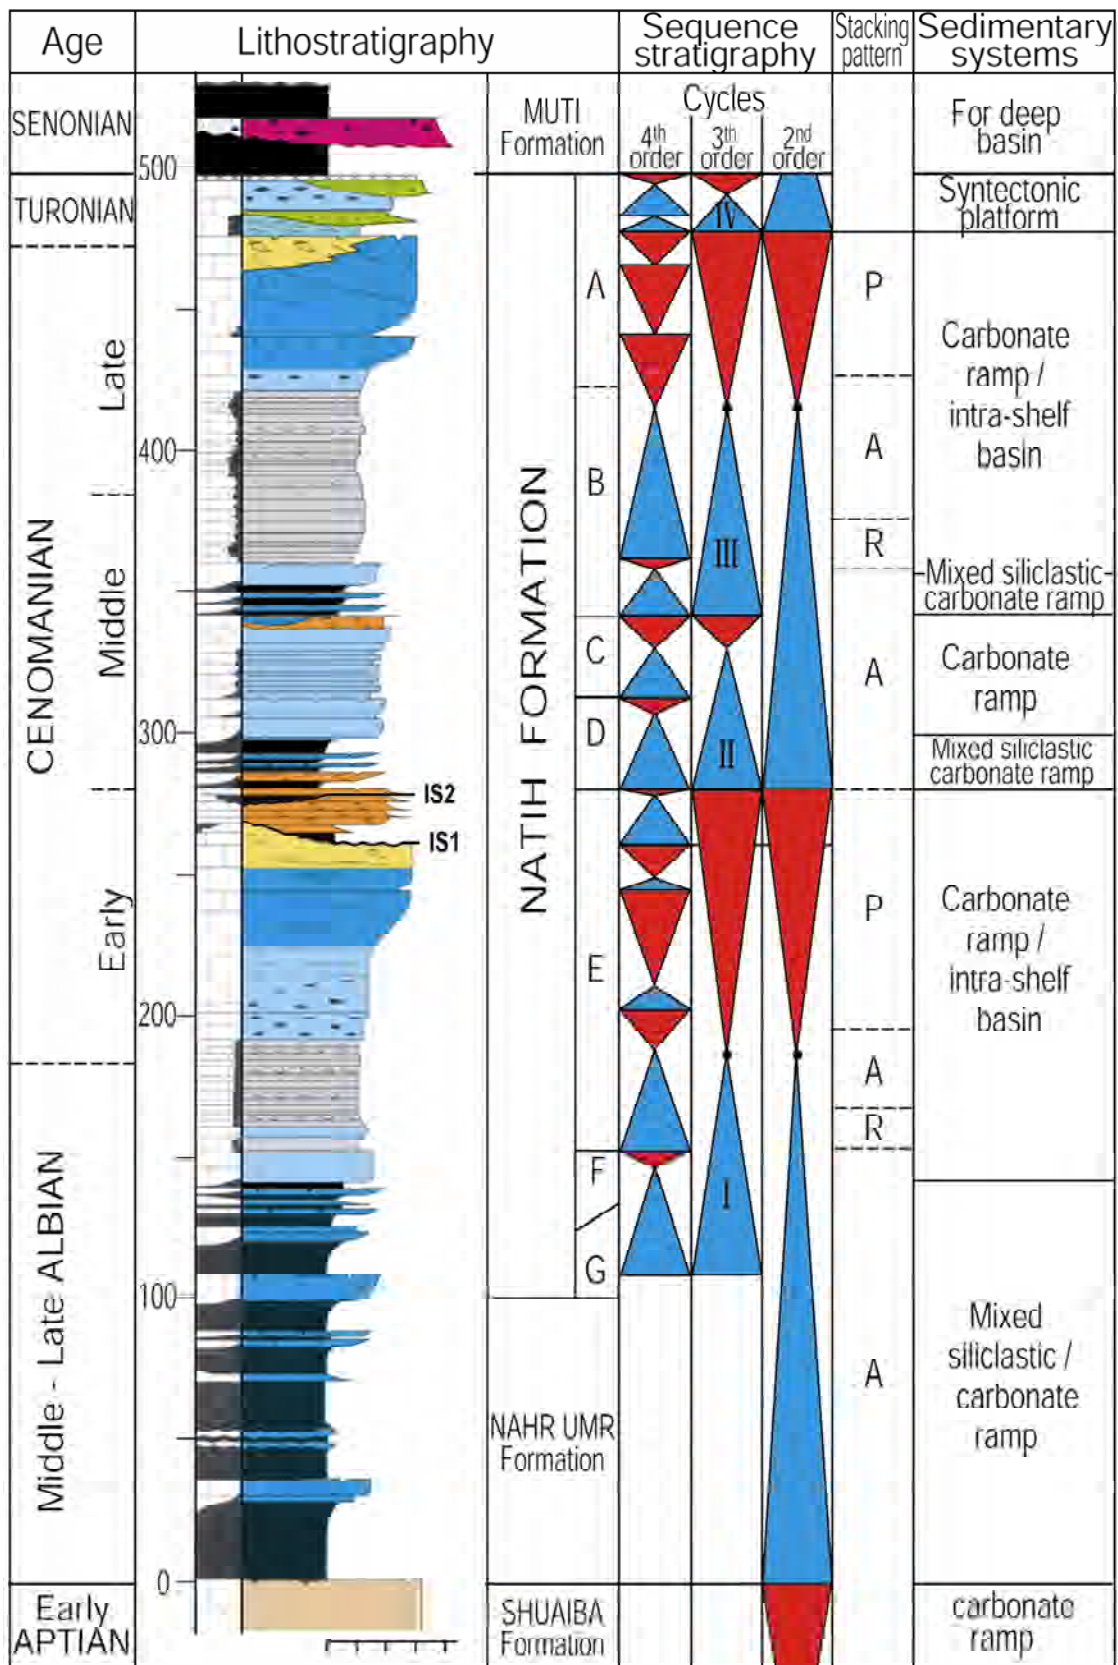 Age
Lithostratigraphy
Sequence
stratigraphy
Stacking
pattern
Sedimentary
systems
Cycles
4th
order
3th
order
2nd
order
SENONIAN
MUTI
Formation
For deep
basin
500
TURONIAN
Syntectonic
platform
IV
A
P
Late
Carbonate
ramp /
intra-shelf
basin
400
A
B
R
III
CENOMANIAN
Middle
NATIH FORMATION
Mixed siliclastic-
carbonate ramp
C
A
Carbonate
ramp
300
D
II
Mixed siliclastic
carbonate ramp
IS2
IS1
Early
E
P
Carbonate
ramp /
intra-shelf
basin
200
A
R
F
I
G
100
Middle - Late ALBIAN
Mixed
siliclastic /
carbonate
ramp
A
NAHR UMR
Formation
0
Early
APTIAN
SHUAIBA
Formation
carbonate
ramp